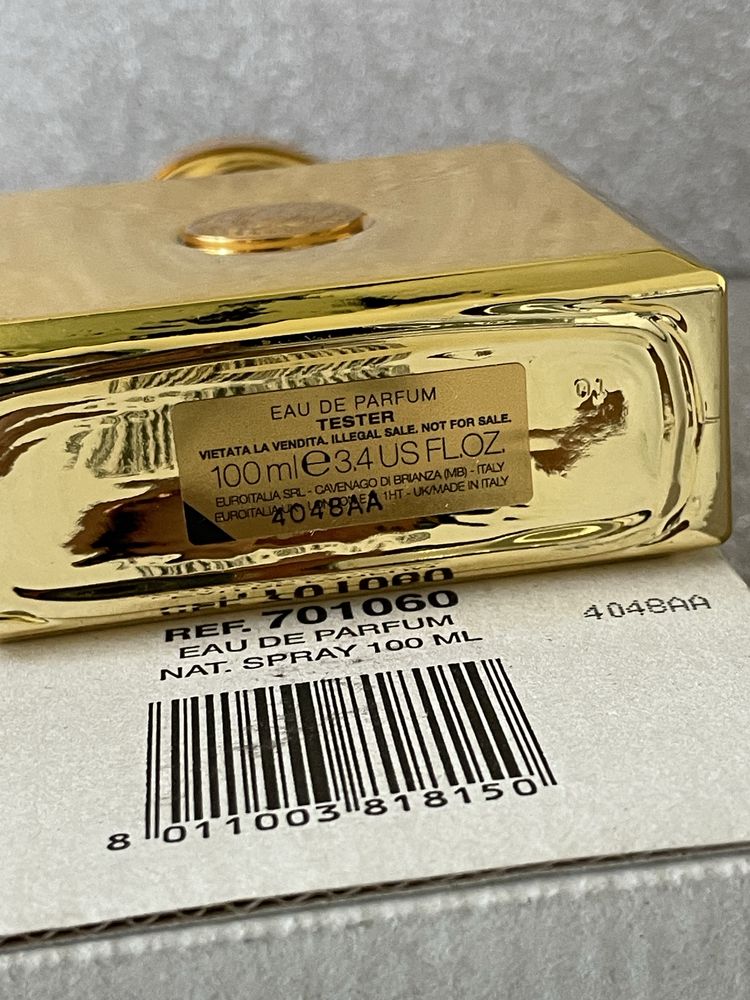 EAU DE PARFUM
TESTER
VIETATA LA VENDITA. ILLEGAL SALE. NOT FOR SALE.
100 ml e 3.4 US FL.OZ.
EUROITALIA SRL - CAVENAGO DI BRIANZA (MB) - ITALY
EUROITALIA 1HT - UK/MADE IN ITALY
4048AA
REF. 701060
4048AA
EAU DE PARFUM
NAT. SPRAY 100 ML
8 011003 818150